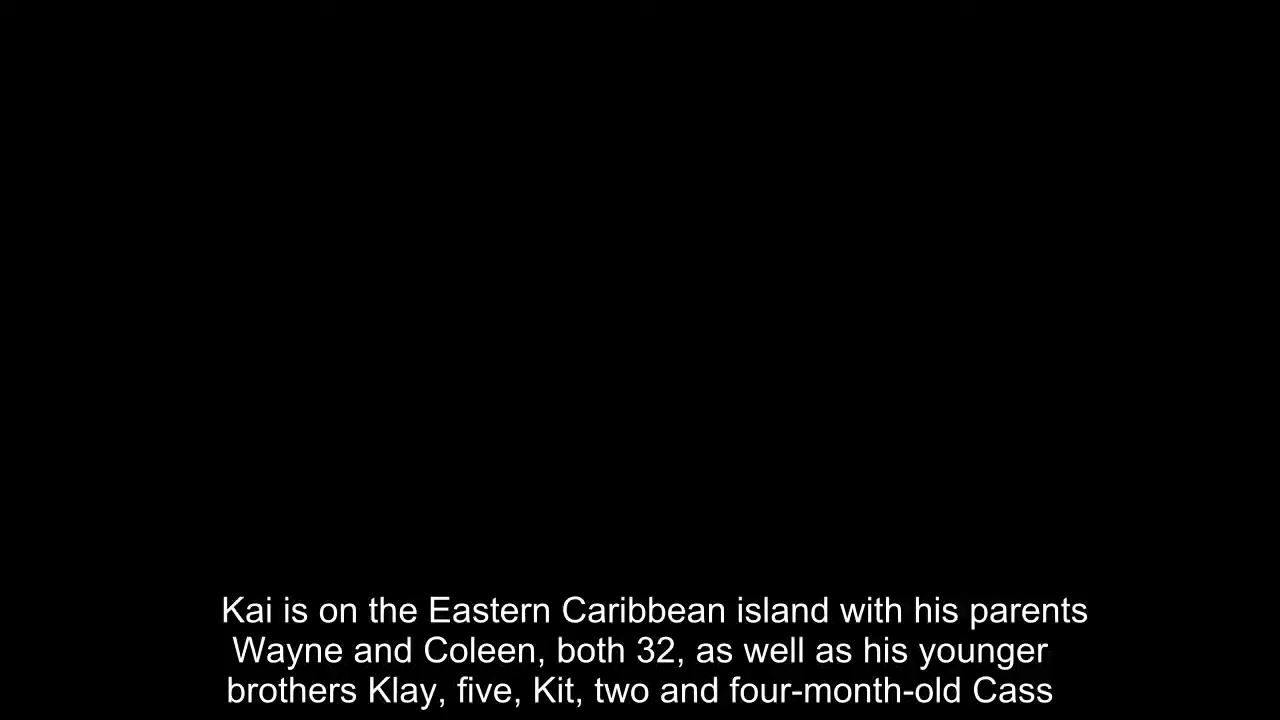 Kai is on the Eastern Caribbean island with his parents
Wayne and Coleen, both 32, as well as his younger
brothers Klay, five, Kit, two and four-month-old Cass